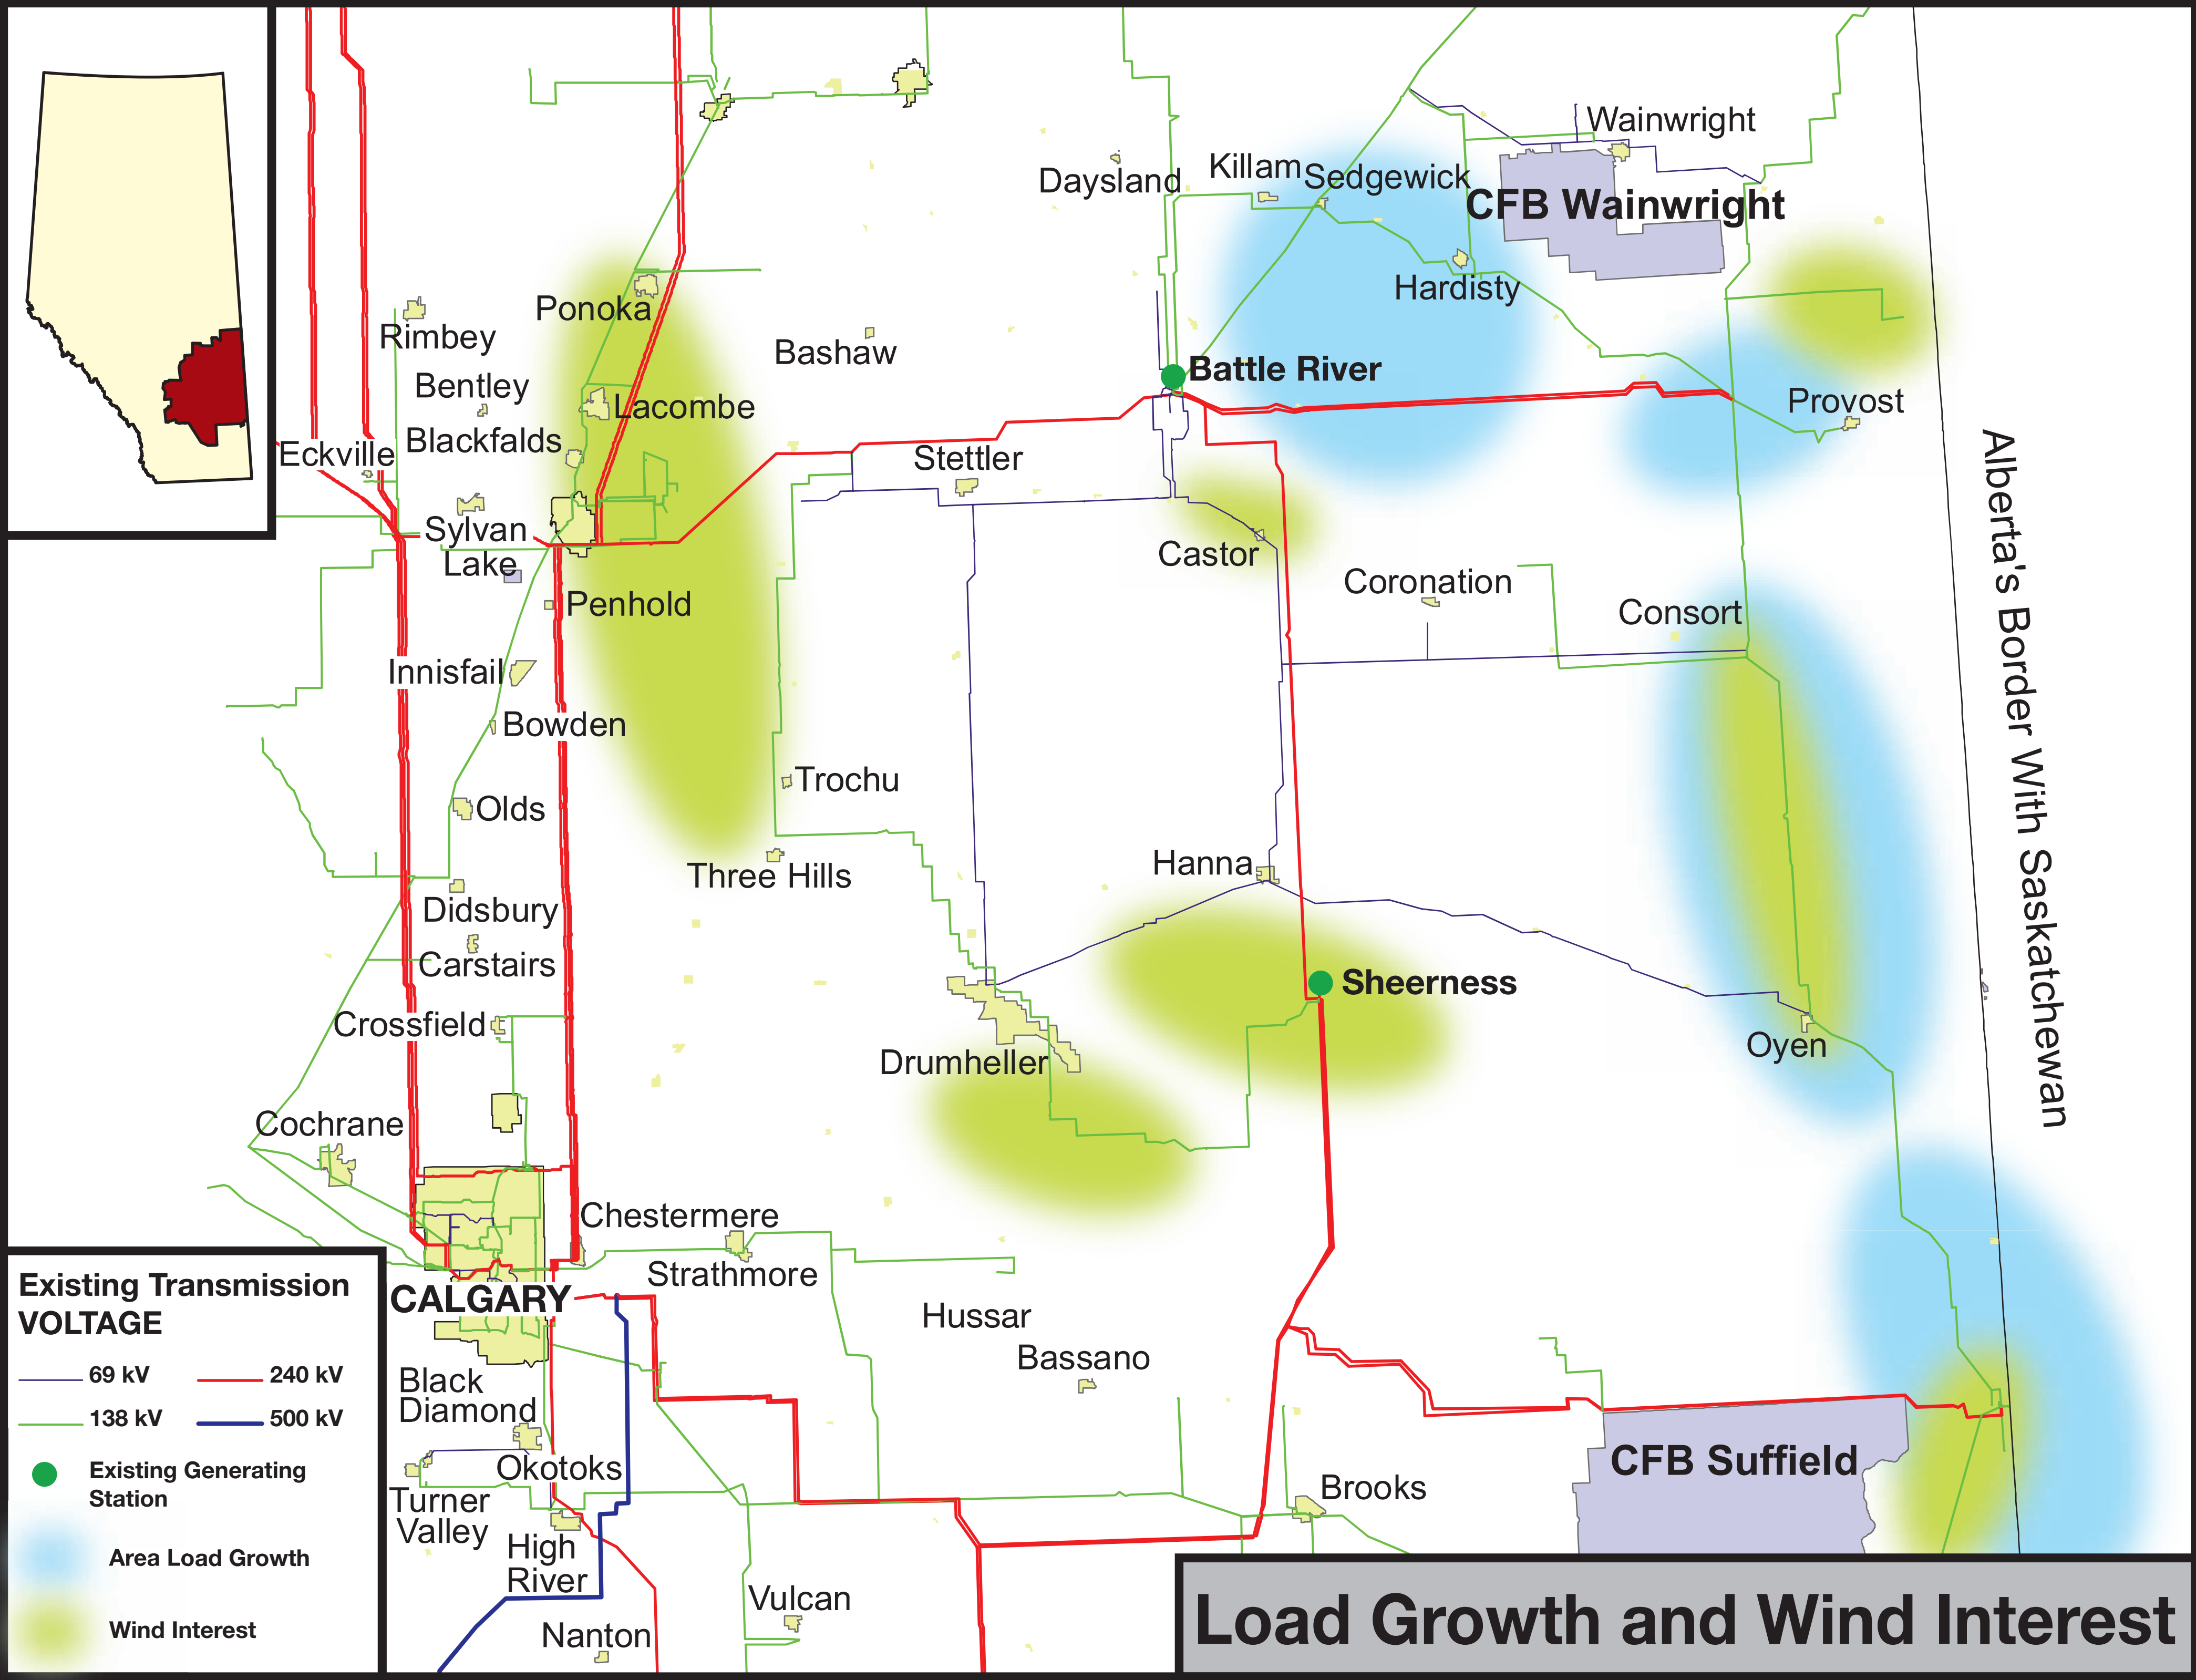 Wainwright
Killam
Sedgewick
Daysland
CFB Wainwright
Hardisty
Ponoka
Rimbey
Bashaw
Battle River
Bentley
Lacombe
Provost
Blackfalds
Eckville
Stettler
Sylvan
Lake
Castor
Coronation
Penhold
Consort
Innisfail
Bowden
Trochu
Olds
Three Hills
Hanna
Didsbury
Carstairs
Sheerness
Crossfield
Oyen
Drumheller
Alberta's Border With Saskatchewan
Cochrane
Chestermere
Strathmore
CALGARY
Hussar
Bassano
Black
Diamond
Okotoks
CFB Suffield
Brooks
Turner
Valley
High
River
Vulcan
Nanton
Existing Transmission
VOLTAGE
69 kV 240 kV
138 kV 500 kV
Existing Generating
Station
Area Load Growth
Wind Interest
Load Growth and Wind Interest